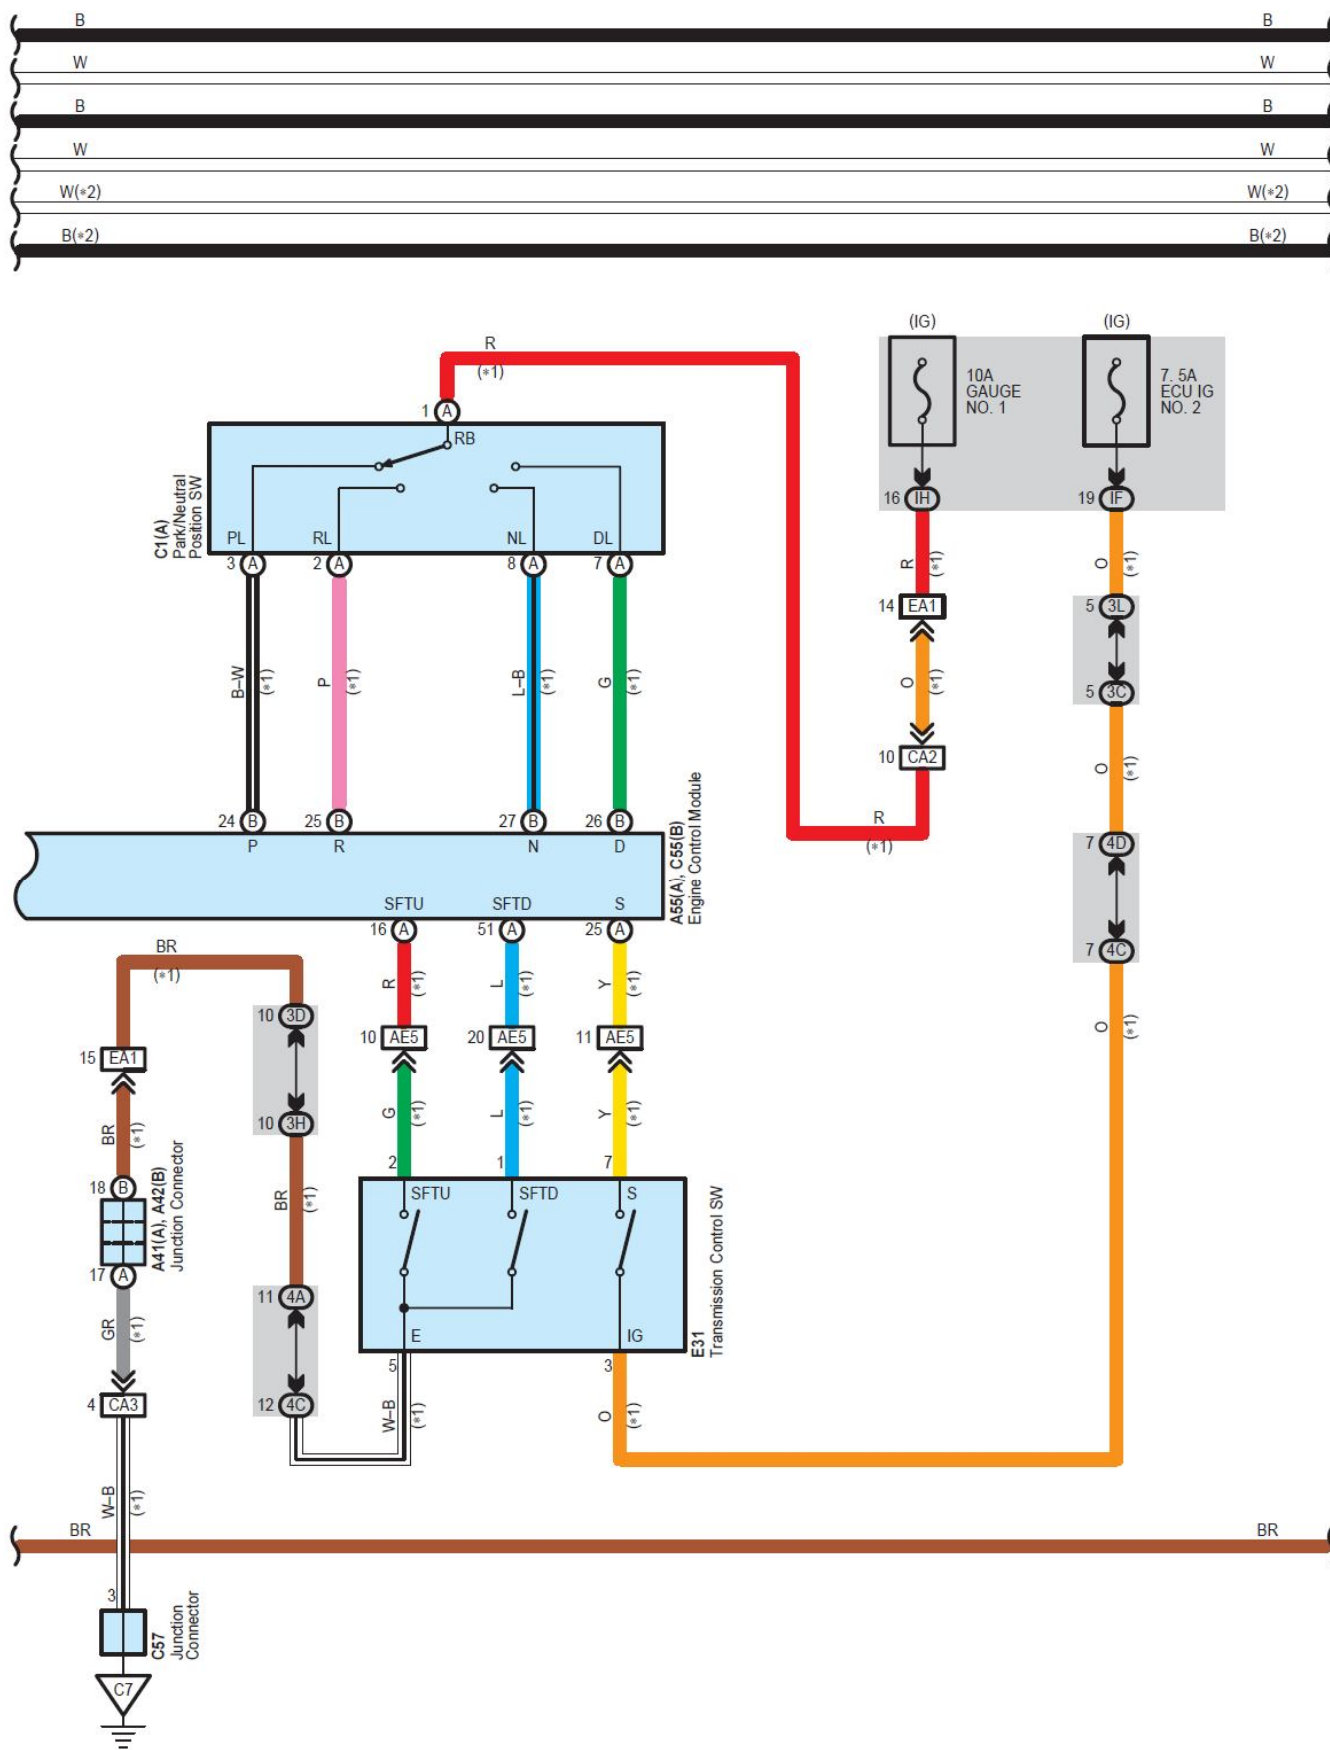 B B
W W
B B
W W
W(*2) W(*2)
B(*2) B(*2)
(IG) (IG)
R
(*1)
10A
GAUGE
NO. 1
7. 5A
ECU IG
NO. 2
1 A
RB
C1(A)
Park/Neutral
Position SW
PL RL NL DL
3 A 2 A 8 A 7 A
16 IH 19 IF
R (*1) O (*1)
14 EA1 5 3L
B–W (*1) P (*1) L–B (*1) G (*1)
O (*1) 5 3C
10 CA2 O (*1)
24 B 25 B 27 B 26 B
P R N D
R
(*1)
7 4D
A55(A), C55(B)
Engine Control Module
SFTU SFTD S
16 A 51 A 25 A
7 4C
BR
(*1)
R (*1) L (*1) Y (*1)
O (*1)
10 3D
15 EA1
10 AE5 20 AE5 11 AE5
10 3H
BR (*1) G (*1) L (*1) Y (*1)
2 1 7
18 B
A41(A), A42(B)
Junction Connector
17 A
BR (*1)
SFTU SFTD S
E IG
E31
Transmission Control SW
11 4A
GR (*1)
5 3
4 CA3
12 4C
W–B (*1) O (*1)
W–B (*1)
BR BR
3
C57
Junction
Connector
C7